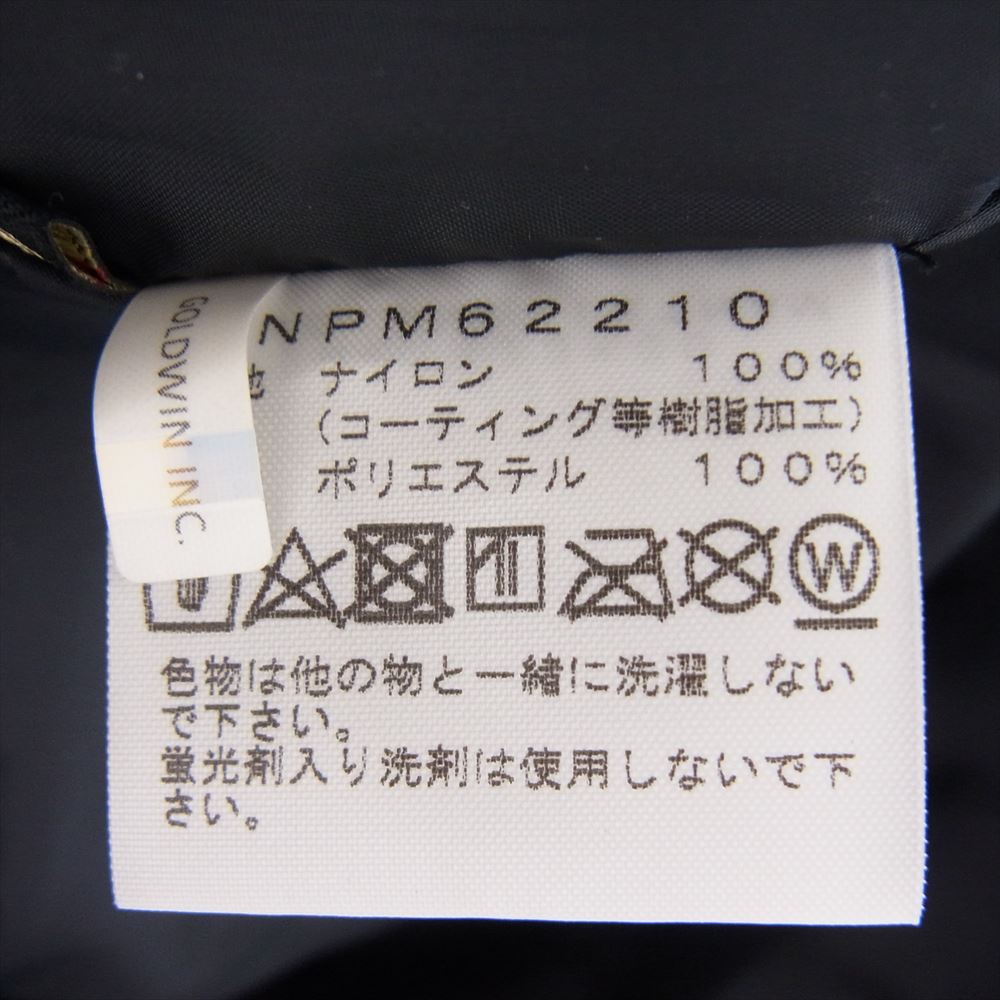 GOLDWIN INC.
NPM62210
ナイロン 100%
(コーティング等樹脂加工)
ポリエステル 100%
W
色物は他の物と一緒に洗濯しない
で下さい。
蛍光剤入り洗剤は使用しないで下
さい。